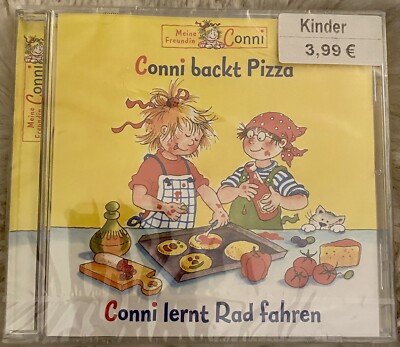 Meine
Freundin
Conni
Kinder
3,99 €
Conni backt Pizza
Meine
Freundin
Conni
Conni lernt Rad fahren